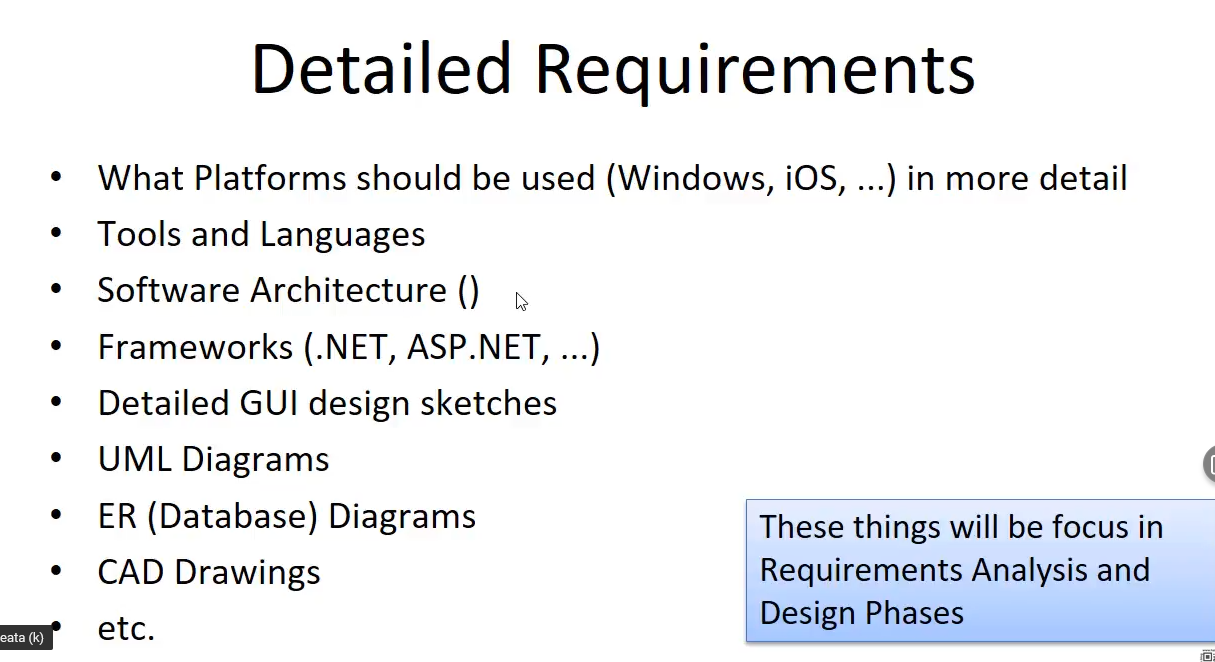 Detailed Requirements
• What Platforms should be used (Windows, iOS, ...) in more detail
• Tools and Languages
• Software Architecture ()
• Frameworks (.NET, ASP.NET, ...)
• Detailed GUI design sketches
• UML Diagrams
• ER (Database) Diagrams
• CAD Drawings
• etc.
These things will be focus in
Requirements Analysis and
Design Phases
eata (k)